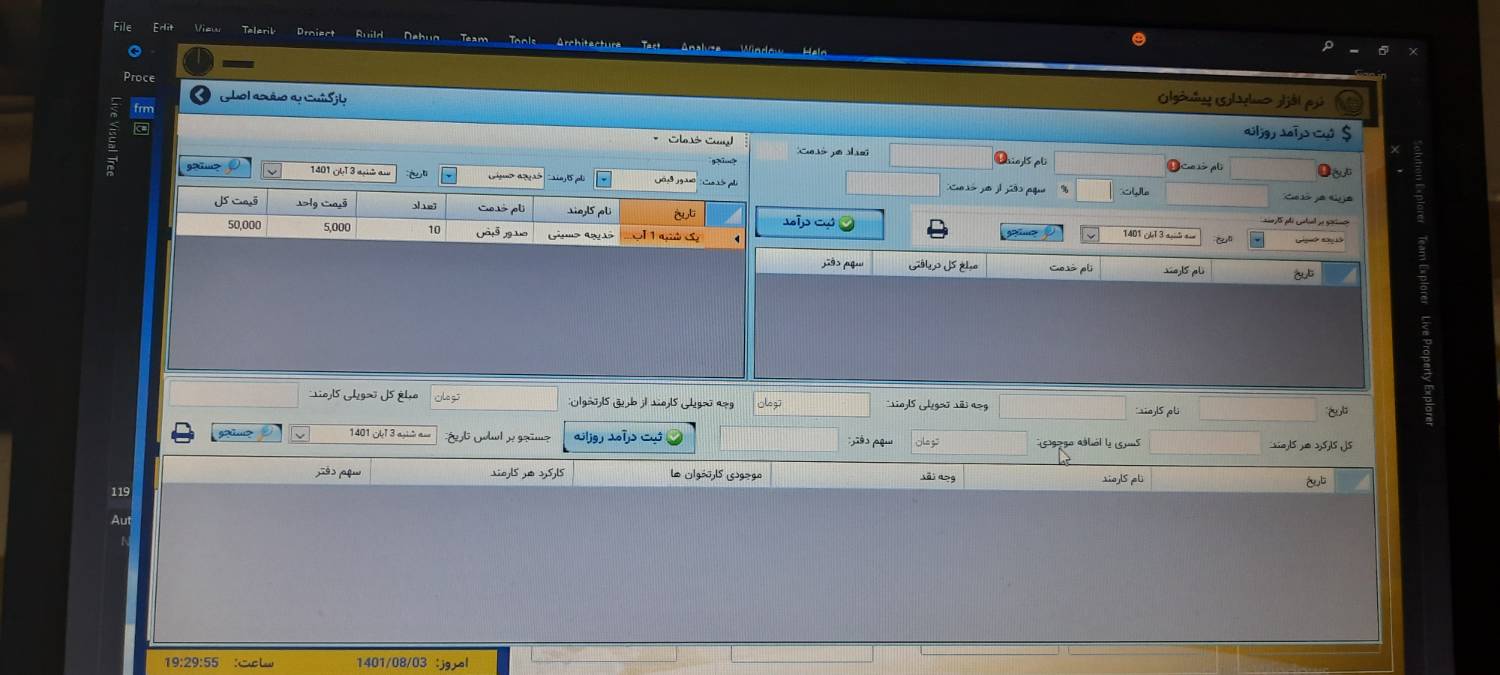 File Edit View Telerik Project Build Debug Team Tools Architecture Test Analyze Window Help
Sign in
Proce
frm
Live Visual Tree
نرم افزار حسابداری پیشخوان
بازگشت به صفحه اصلی
ثبت درآمد روزانه
تاریخ:
نام خدمت:
نام کارمند:
تعداد هر خدمت:
هزینه هر خدمت:
مالیات:
%
سهم دفتر از هر خدمت:
جستجو بر اساس نام کارمند:
خدیجه حسینی
تاریخ:
سه شنبه 3 آبان 1401
جستجو
ثبت درآمد
تاریخ نام کارمند نام خدمت مبلغ کل دریافتی سهم دفتر
لیست خدمات
جستجو:
نام خدمت: صدور قبض نام کارمند: خدیجه حسینی تاریخ: سه شنبه 3 آبان 1401 جستجو
تاریخ نام کارمند نام خدمت تعداد قیمت واحد قیمت کل
یک شنبه 1 آب... خدیجه حسینی صدور قبض 10 5,000 50,000
تاریخ: نام کارمند: وجه نقد تحویلی کارمند: تومان وجه تحویلی کارمند از طریق کارتخوان: تومان مبلغ کل تحویلی کارمند:
کل کارکرد هر کارمند: کسری یا اضافه موجودی: تومان سهم دفتر: ثبت درآمد روزانه جستجو بر اساس تاریخ: سه شنبه 3 آبان 1401 جستجو
تاریخ نام کارمند وجه نقد موجودی کارتخوان ها کارکرد هر کارمند سهم دفتر
امروز: 1401/08/03 ساعت: 19:29:55
119
Aut
N
Solution Explorer
Team Explorer
Live Property Explorer